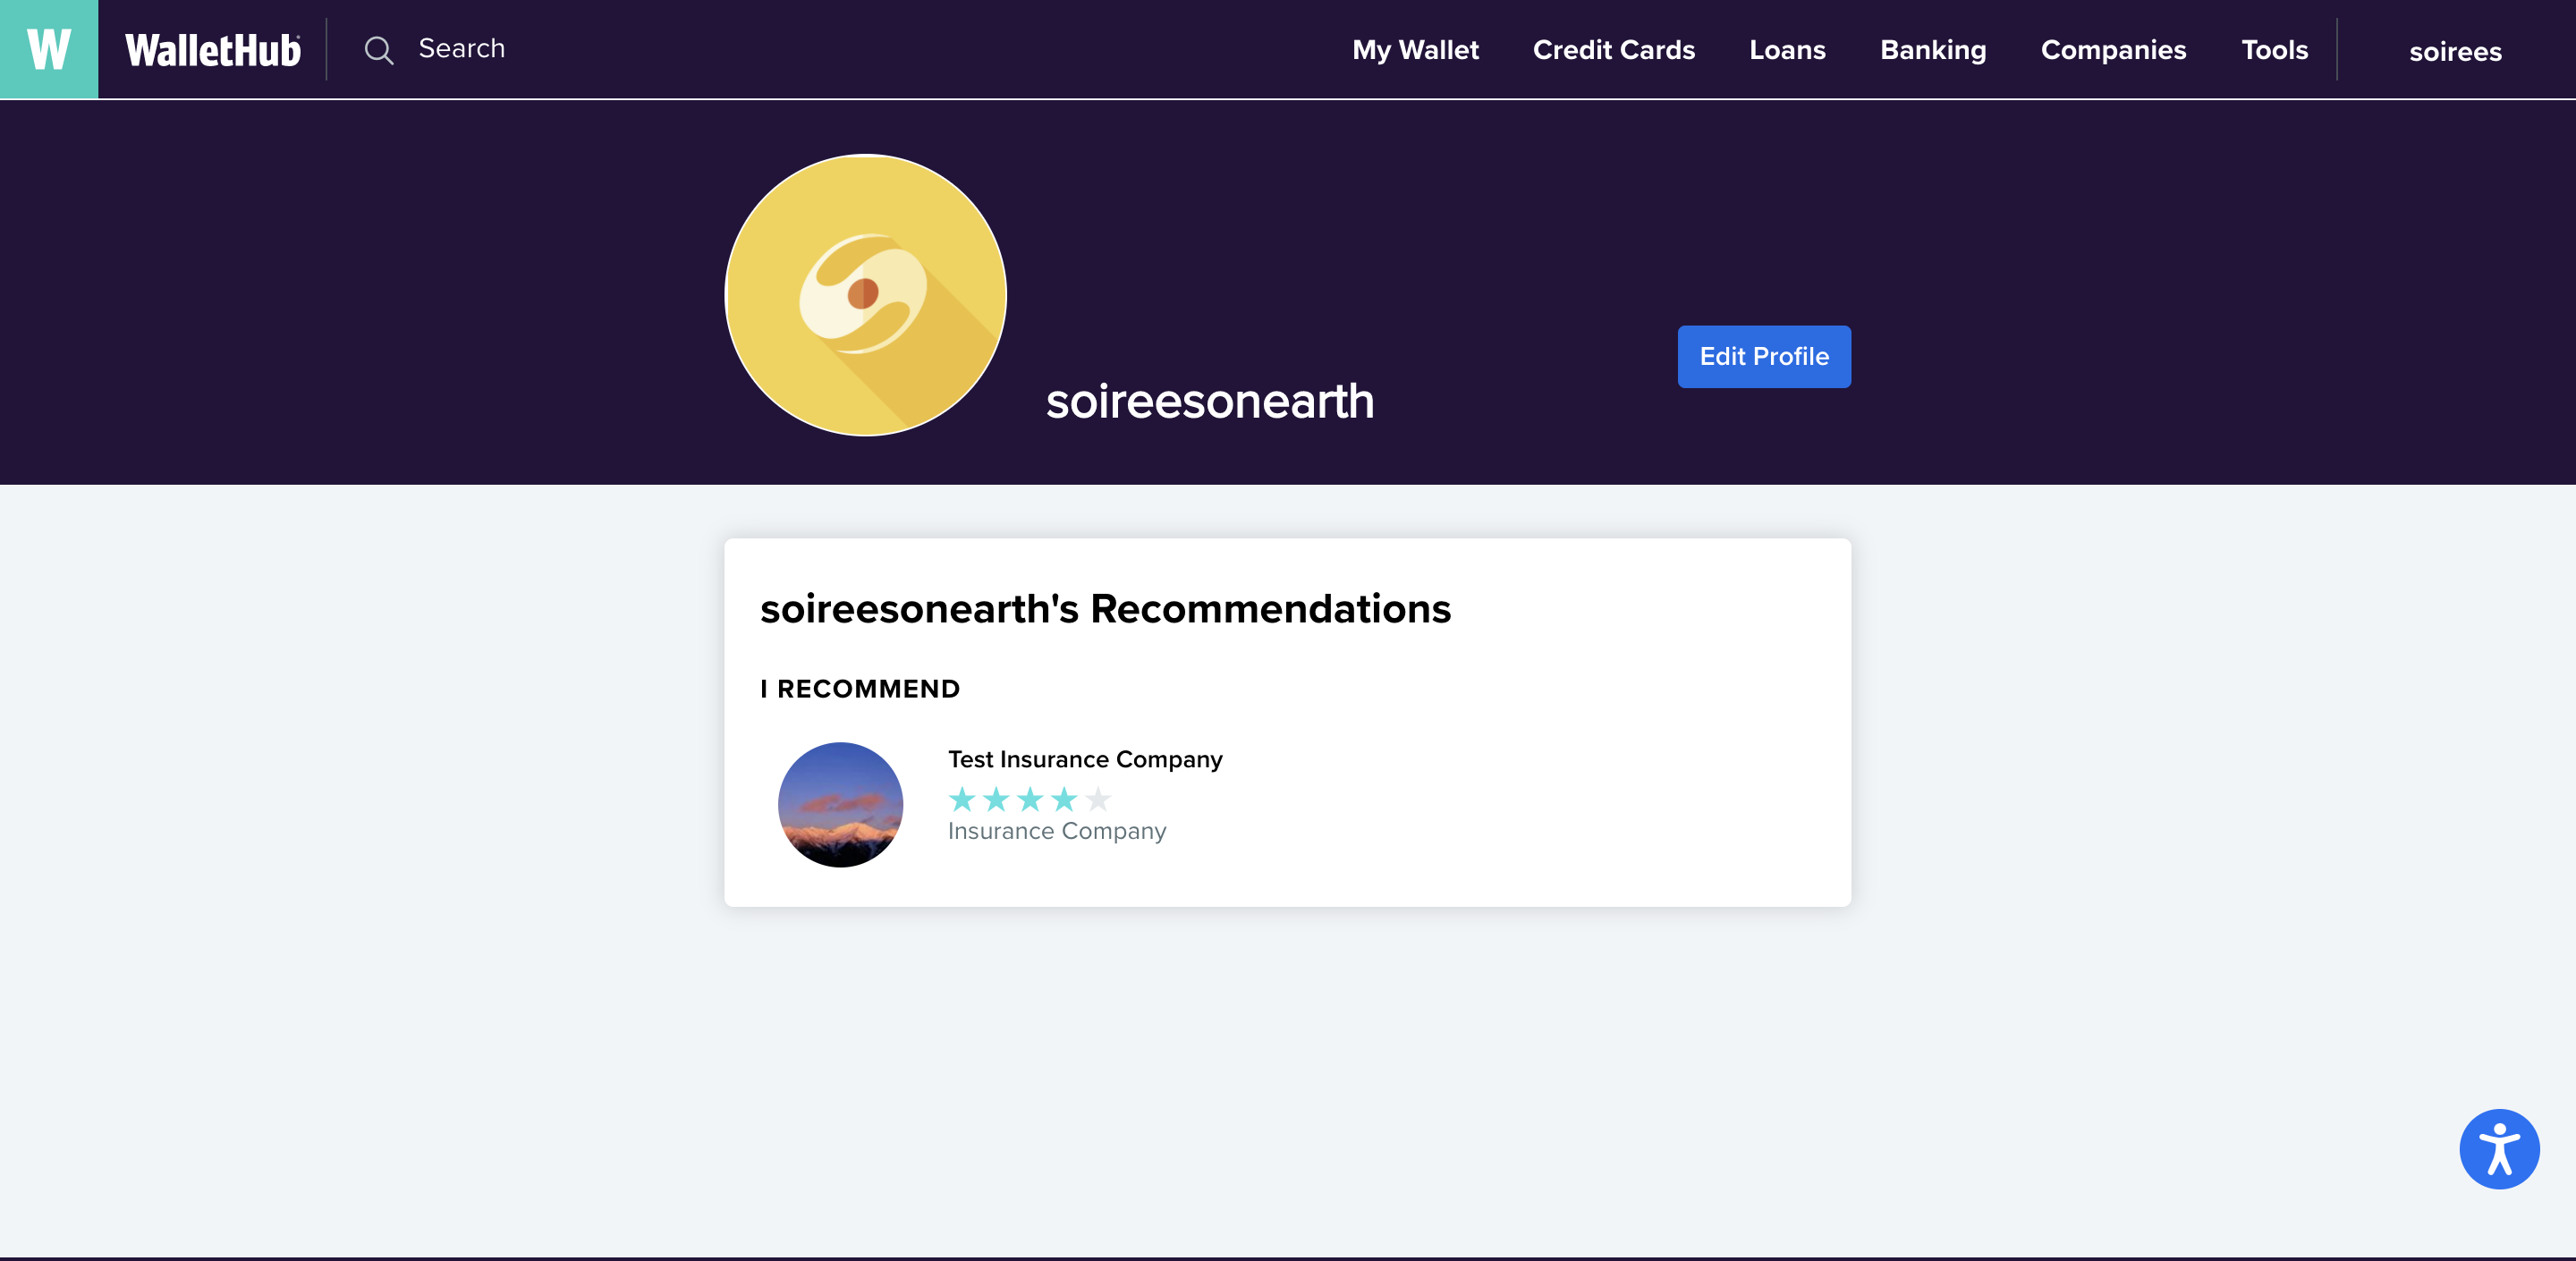 W WalletHub Search My Wallet Credit Cards Loans Banking Companies Tools soirees
soireesonearth
Edit Profile
soireesonearth's Recommendations
I RECOMMEND
Test Insurance Company
Insurance Company